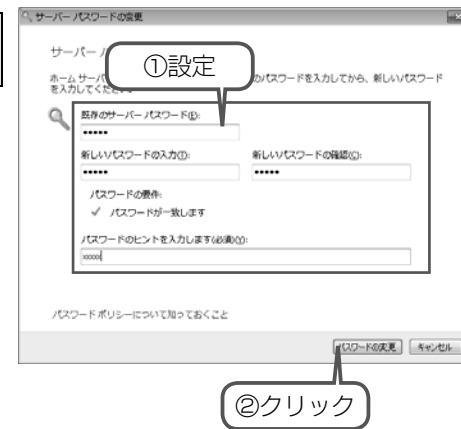 サーバー パスワードの変更
サーバー パ
①設定
ホーム サーバ のパスワードを入力してから、新しいパスワード
を入力してくださ
既存のサーバー パスワード(E):
•••••
新しいパスワードの入力(I): 新しいパスワードの確認(C):
••••• •••••
パスワードの要件:
✓ パスワードが一致します
パスワードのヒントを入力します(必須)(Y):
xxxxx
パスワード ポリシーについて知っておくこと
パスワードの変更 キャンセル
②クリック